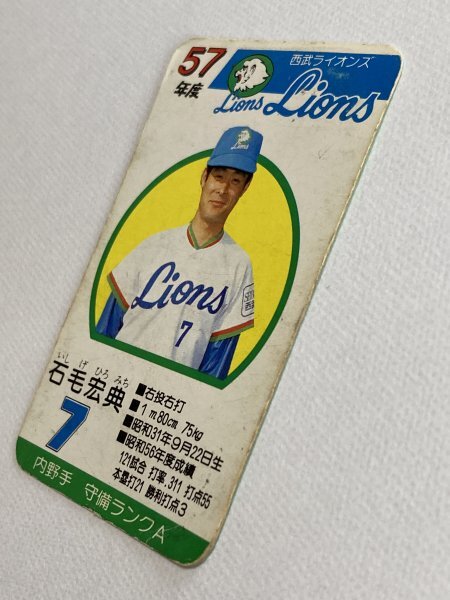 57
年度
西武ライオンズ
Lions
Lions
Lions
Lions
7
いし げ ひろ みち
石毛宏典
7
■右投右打
■1m80cm 75kg
■昭和31年9月22日生
■昭和56年度成績
121試合 打率.311 打点55
本塁打21 勝利打点3
内野手 守備ランクA